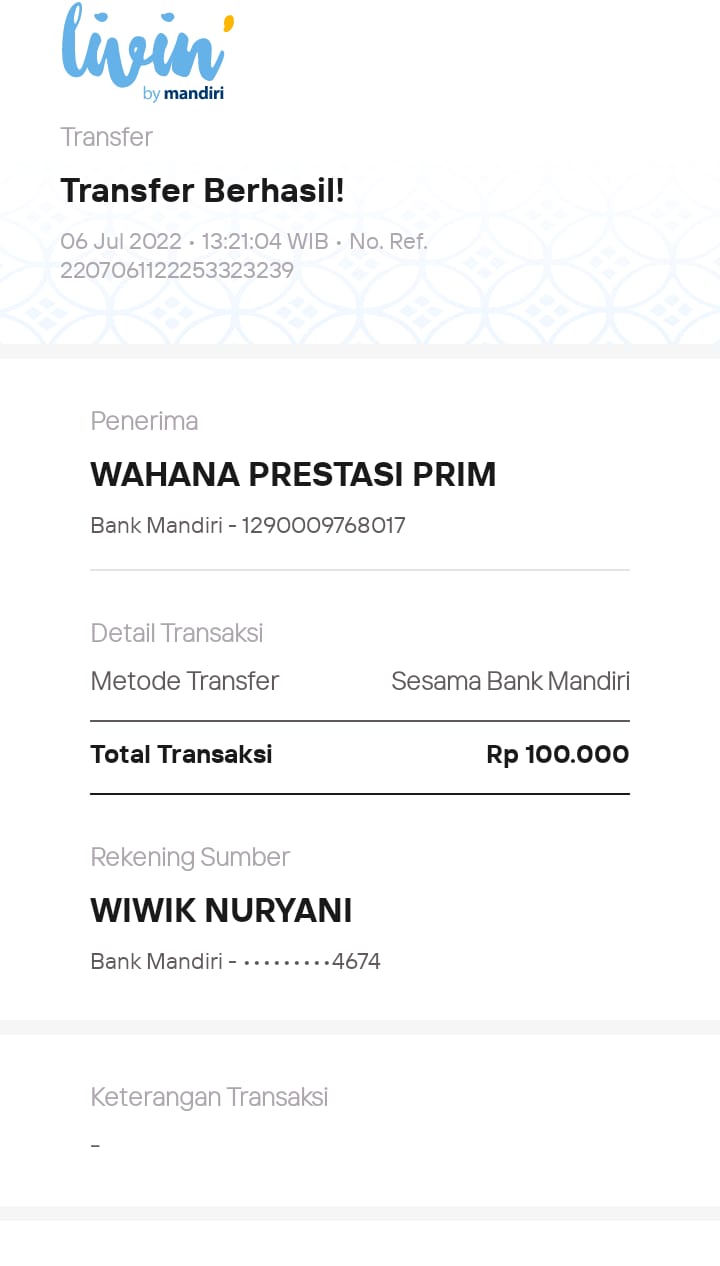 livin'
by mandiri
Transfer
Transfer Berhasil!
06 Jul 2022 • 13:21:04 WIB • No. Ref.
2207061122253323239
Penerima
WAHANA PRESTASI PRIM
Bank Mandiri - 1290009768017
Detail Transaksi
Metode Transfer Sesama Bank Mandiri
Total Transaksi Rp 100.000
Rekening Sumber
WIWIK NURYANI
Bank Mandiri - •••••••••4674
Keterangan Transaksi
-